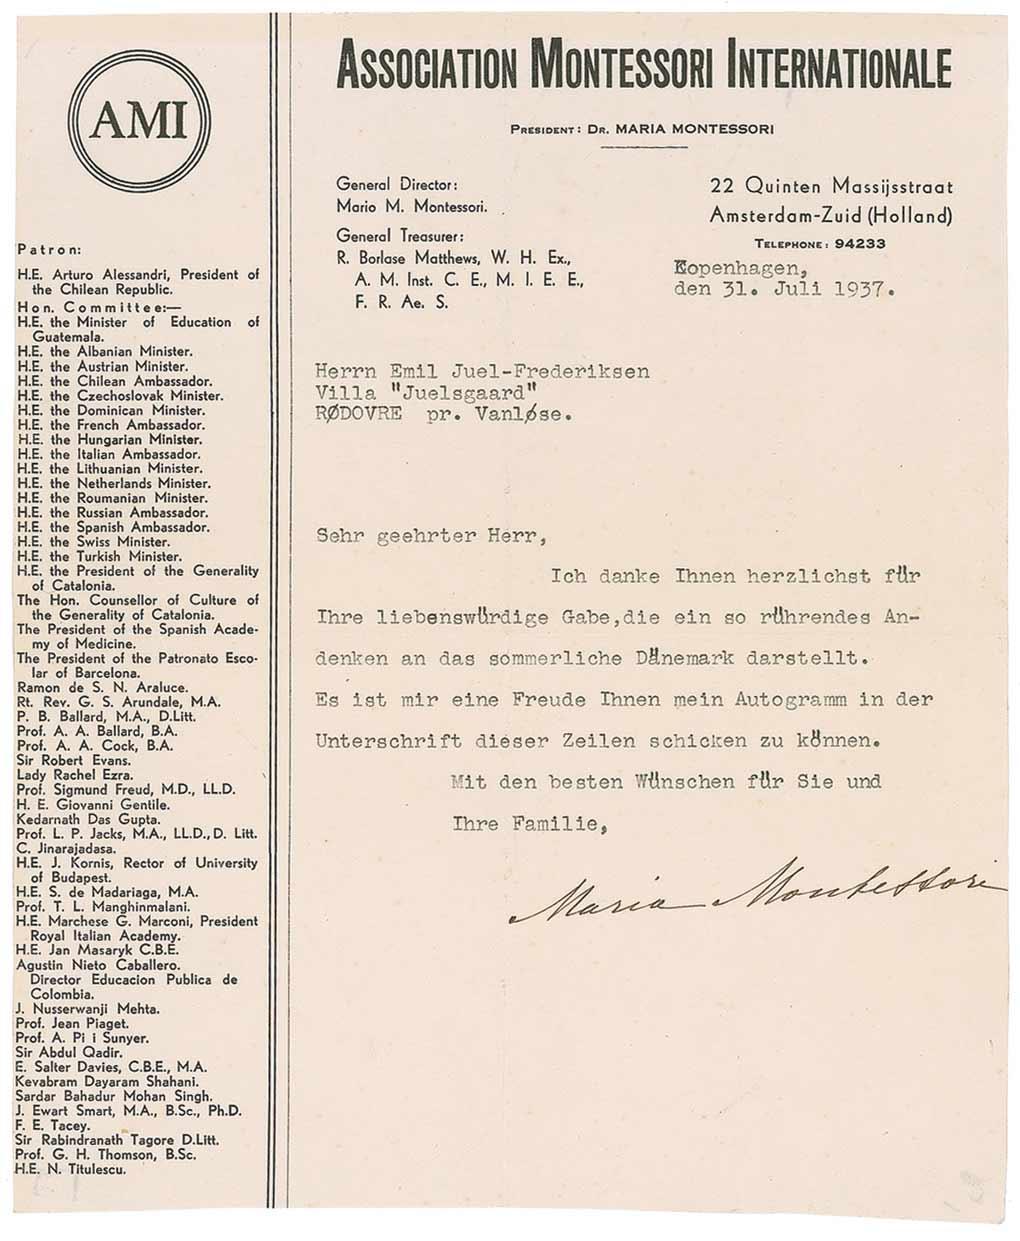 AMI
Patron:
H.E. Arturo Alessandri, President of
the Chilean Republic.
Hon. Committee:—
H.E. the Minister of Education of
Guatemala.
H.E. the Albanian Minister.
H.E. the Austrian Minister.
H.E. the Chilean Ambassador.
H.E. the Czechoslovak Minister.
H.E. the Dominican Minister.
H.E. the French Ambassador.
H.E. the Hungarian Minister.
H.E. the Italian Ambassador.
H.E. the Lithuanian Minister.
H.E. the Netherlands Minister.
H.E. the Roumanian Minister.
H.E. the Russian Ambassador.
H.E. the Spanish Ambassador.
H.E. the Swiss Minister.
H.E. the Turkish Minister.
H.E. the President of the Generality
of Catalonia.
The Hon. Counsellor of Culture of
the Generality of Catalonia.
The President of the Spanish Acade-
my of Medicine.
The President of the Patronato Esco-
lar of Barcelona.
Ramon de S. N. Araluce.
Rt. Rev. G. S. Arundale, M.A.
P. B. Ballard, M.A., D.Litt.
Prof. A. A. Ballard, B.A.
Prof. A. A. Cock, B.A.
Sir Robert Evans.
Lady Rachel Ezra.
Prof. Sigmund Freud, M.D., LL.D.
H. E. Giovanni Gentile.
Kedarnath Das Gupta.
Prof. L. P. Jacks, M.A., LL.D., D. Litt.
C. Jinarajadasa.
H.E. J. Kornis, Rector of University
of Budapest.
H.E. S. de Madariaga, M.A.
Prof. T. L. Manghinmalani.
H.E. Marchese G. Marconi, President
Royal Italian Academy.
H.E. Jan Masaryk C.B.E.
Agustin Nieto Caballero.
Director Educacion Publica de
Colombia.
J. Nusserwanji Mehta.
Prof. Jean Piaget.
Prof. A. Pi i Sunyer.
Sir Abdul Qadir.
E. Salter Davies, C.B.E., M.A.
Kevabram Dayaram Shahani.
Sardar Bahadur Mohan Singh.
J. Ewart Smart, M.A., B.Sc., Ph.D.
F. E. Tacey.
Sir Rabindranath Tagore D.Litt.
Prof. G. H. Thomson, B.Sc.
H.E. N. Titulescu.
ASSOCIATION MONTESSORI INTERNATIONALE
PRESIDENT: DR. MARIA MONTESSORI
General Director:
Mario M. Montessori.
General Treasurer:
R. Borlase Matthews, W. H. Ex.,
A. M. Inst. C. E., M. I. E. E.,
F. R. Ae. S.
22 Quinten Massijsstraat
Amsterdam-Zuid (Holland)
TELEPHONE: 94233
Kopenhagen,
den 31. Juli 1937.
Herrn Emil Juel-Frederiksen
Villa "Juelsgaard"
RØDOVRE pr. Vanløse.
Sehr geehrter Herr,
Ich danke Ihnen herzlichst für
Ihre liebenswürdige Gabe,die ein so rührendes An-
denken an das sommerliche Dänemark darstellt.
Es ist mir eine Freude Ihnen mein Autogramm in der
Unterschrift dieser Zeilen schicken zu können.
Mit den besten Wünschen für Sie und
Ihre Familie,
Maria Montessori